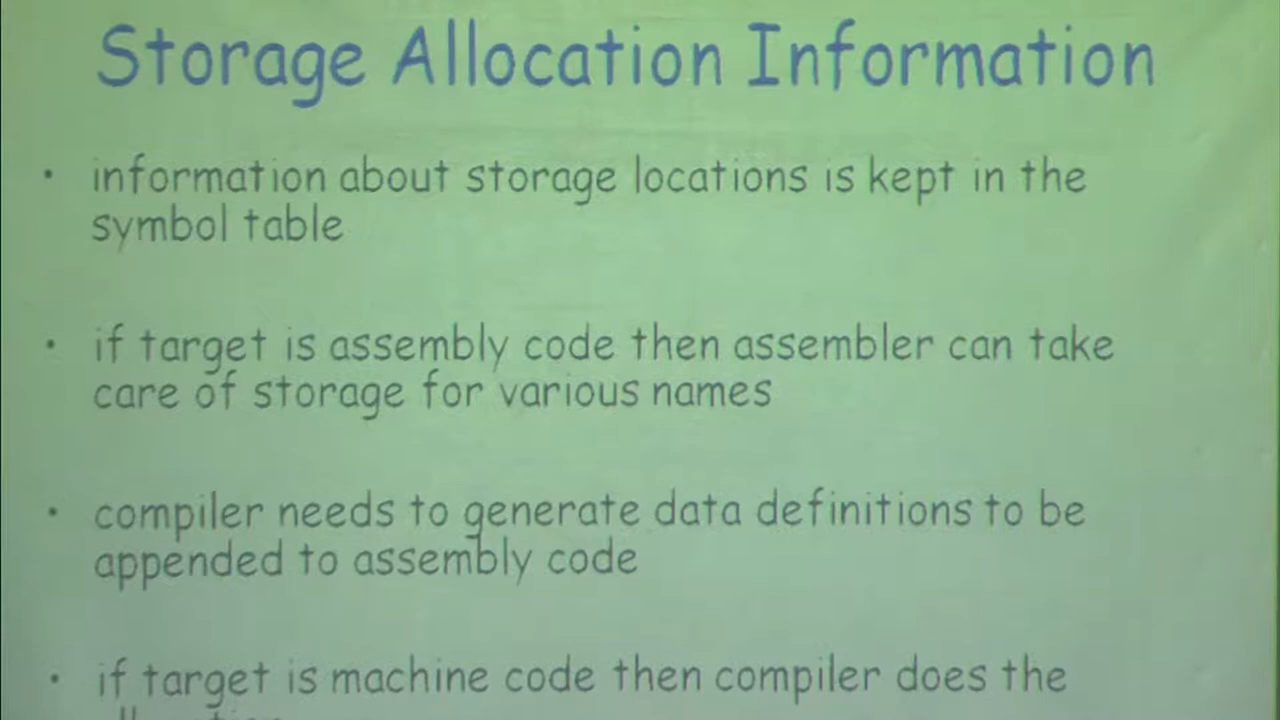 Storage Allocation Information
• information about storage locations is kept in the
symbol table
• if target is assembly code then assembler can take
care of storage for various names
• compiler needs to generate data definitions to be
appended to assembly code
• if target is machine code then compiler does the